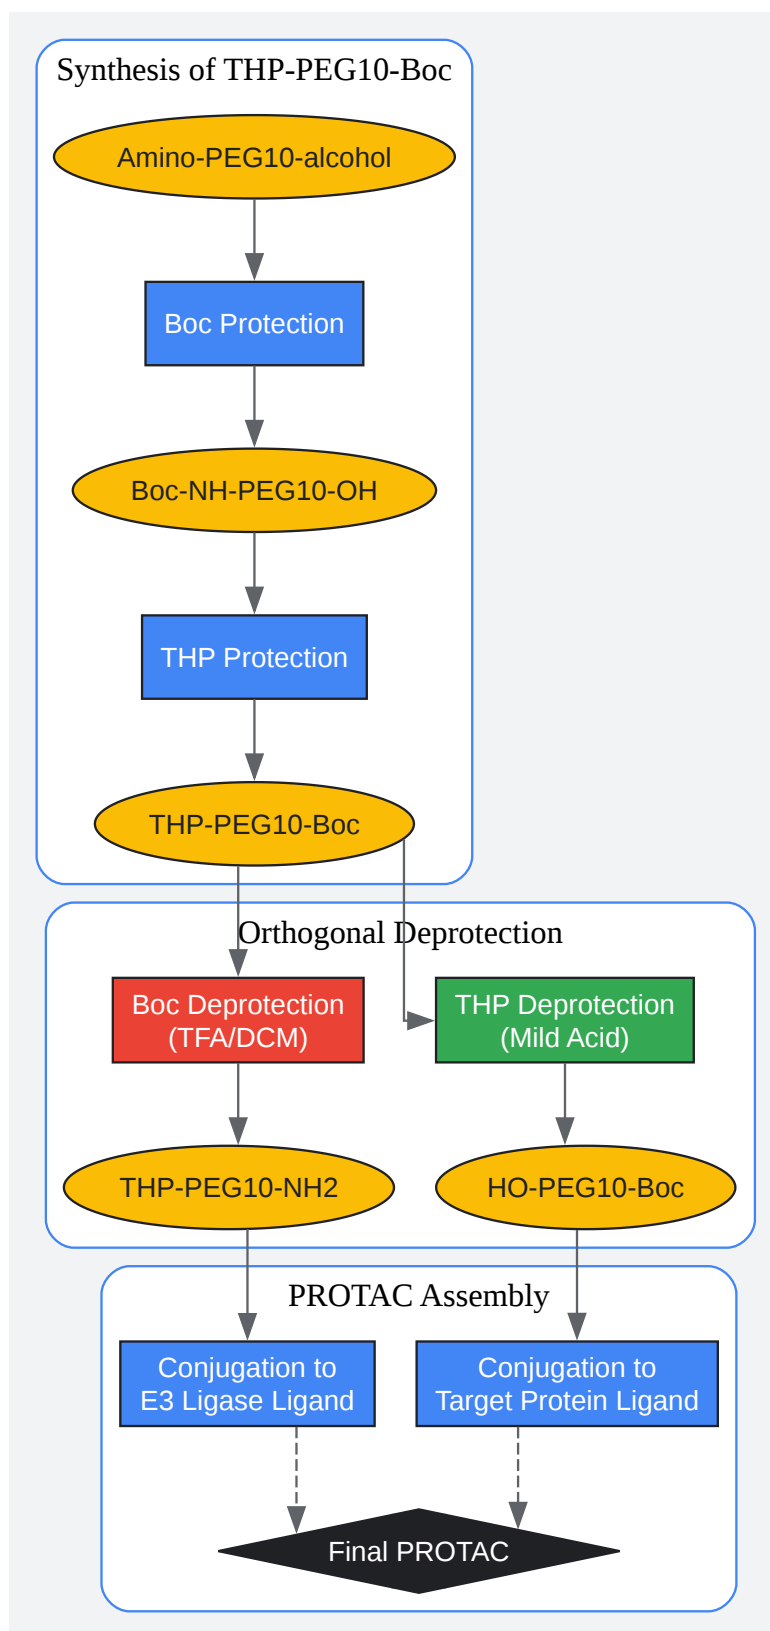 Synthesis of THP-PEG10-Boc
Amino-PEG10-alcohol
Boc Protection
Boc-NH-PEG10-OH
THP Protection
THP-PEG10-Boc
Orthogonal Deprotection
Boc Deprotection
(TFA/DCM)
THP Deprotection
(Mild Acid)
THP-PEG10-NH2
HO-PEG10-Boc
PROTAC Assembly
Conjugation to
E3 Ligase Ligand
Conjugation to
Target Protein Ligand
Final PROTAC